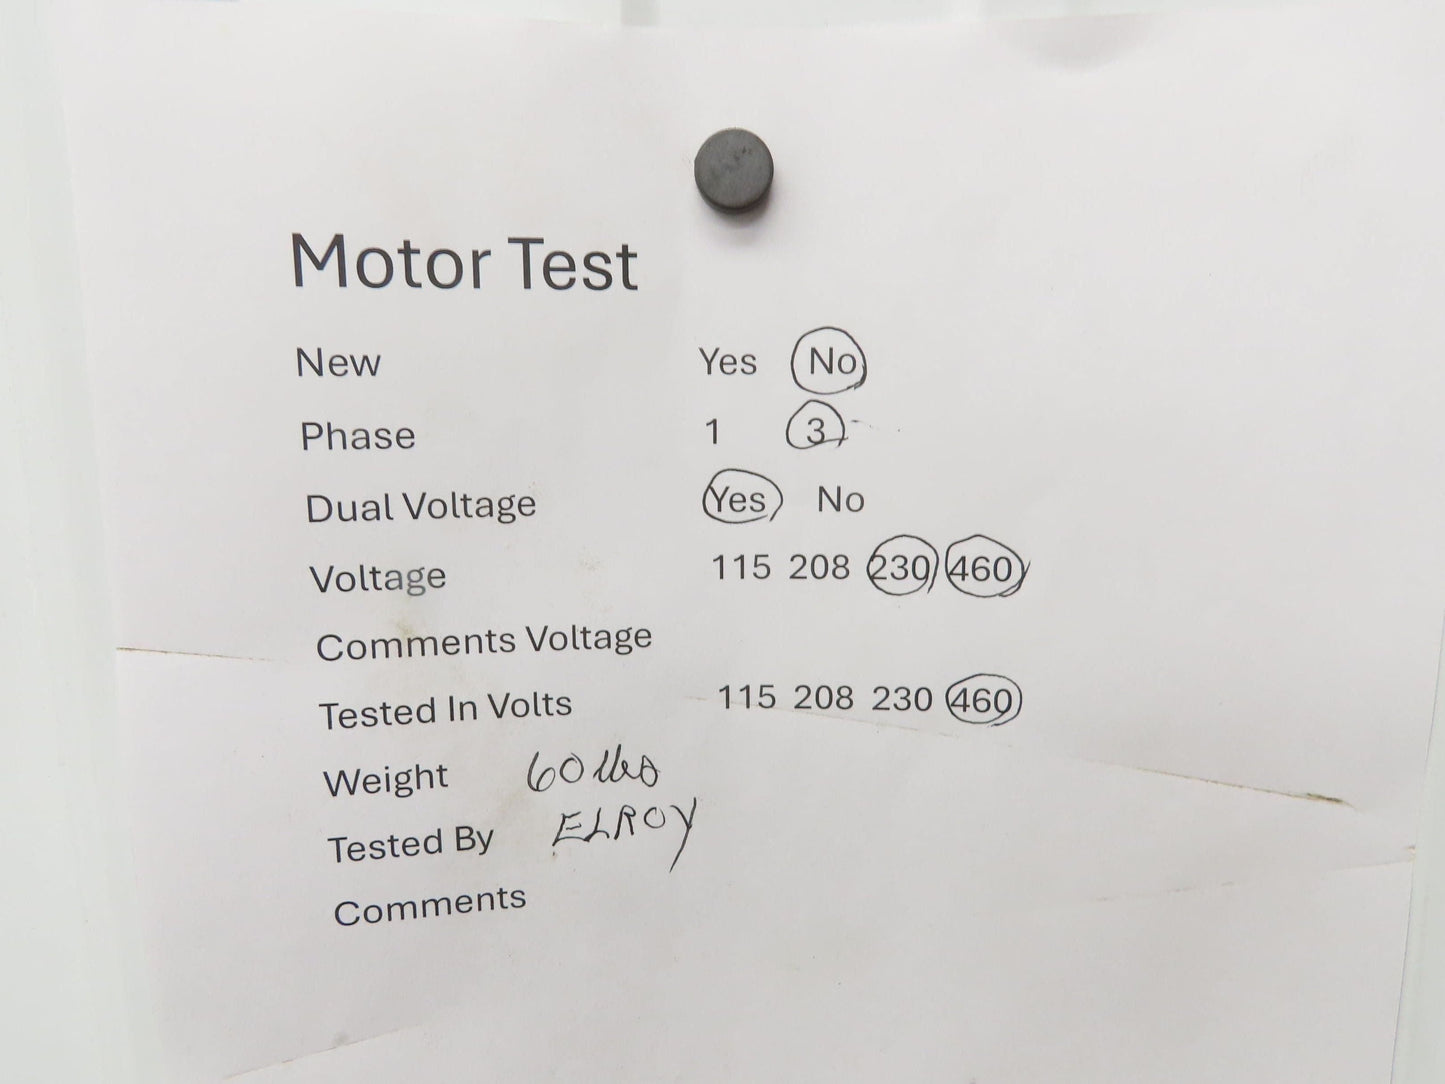 Motor Test
New Yes No
Phase 1 3
Dual Voltage Yes No
Voltage 115 208 230 460
Comments Voltage
Tested In Volts 115 208 230 460
Weight 60 lbs
Tested By ELROY
Comments